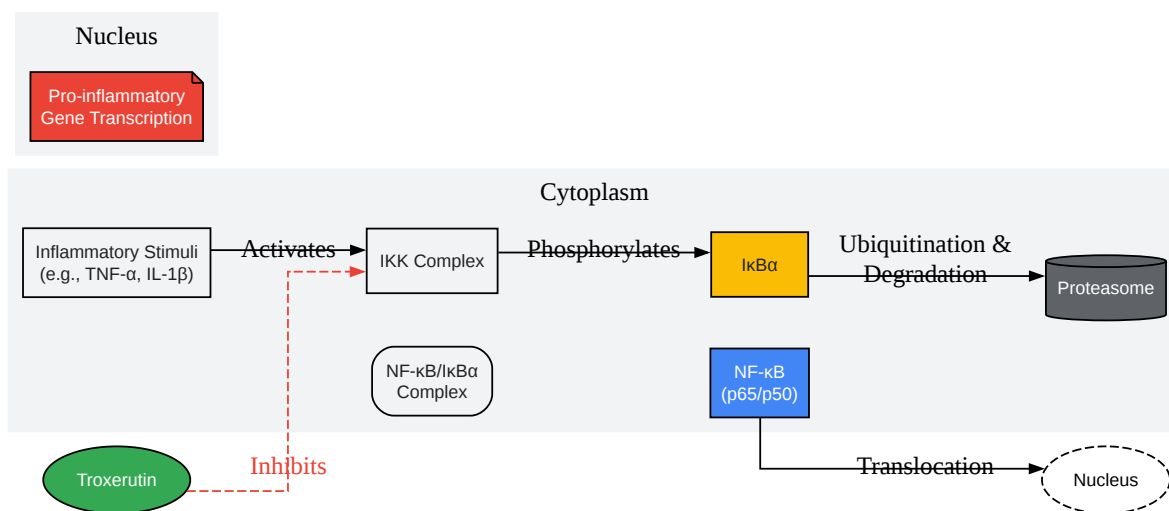 Nucleus
Pro-inflammatory
Gene Transcription
Cytoplasm
Inflammatory Stimuli
(e.g., TNF-α, IL-1β)
Activates
IKK Complex
Phosphorylates
IκBα
Ubiquitination &
Degradation
Proteasome
NF-κB/IκBα
Complex
NF-κB
(p65/p50)
Troxerutin
Inhibits
Translocation
Nucleus